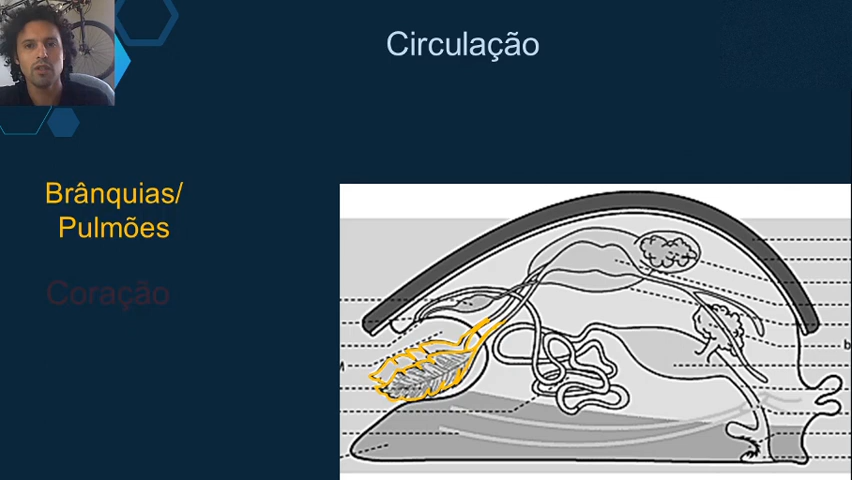 Circulação
Brânquias/
Pulmões
Coração
M
b